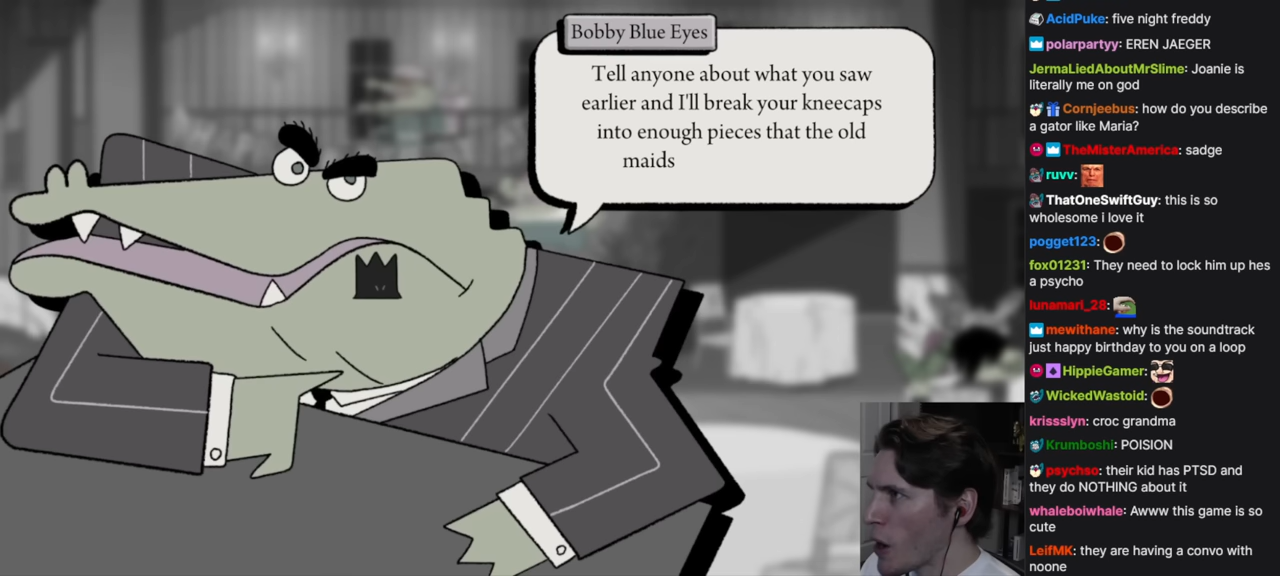 Bobby Blue Eyes
Tell anyone about what you saw
earlier and I'll break your kneecaps
into enough pieces that the old
maids
AcidPuke: five night freddy
polarpartyy: EREN JAEGER
JermaLiedAboutMrSlime: Joanie is
literally me on god
Cornjeebus: how do you describe
a gator like Maria?
TheMisterAmerica: sadge
ruvv:
ThatOneSwiftGuy: this is so
wholesome i love it
pogget123:
fox01231: They need to lock him up hes
a psycho
lunamari_28:
mewithane: why is the soundtrack
just happy birthday to you on a loop
HippieGamer:
WickedWastoid:
krissslyn: croc grandma
Krumboshi: POISION
psychso: their kid has PTSD and
they do NOTHING about it
whaleboiwhale: Awww this game is so
cute
LeifMK: they are having a convo with
noone